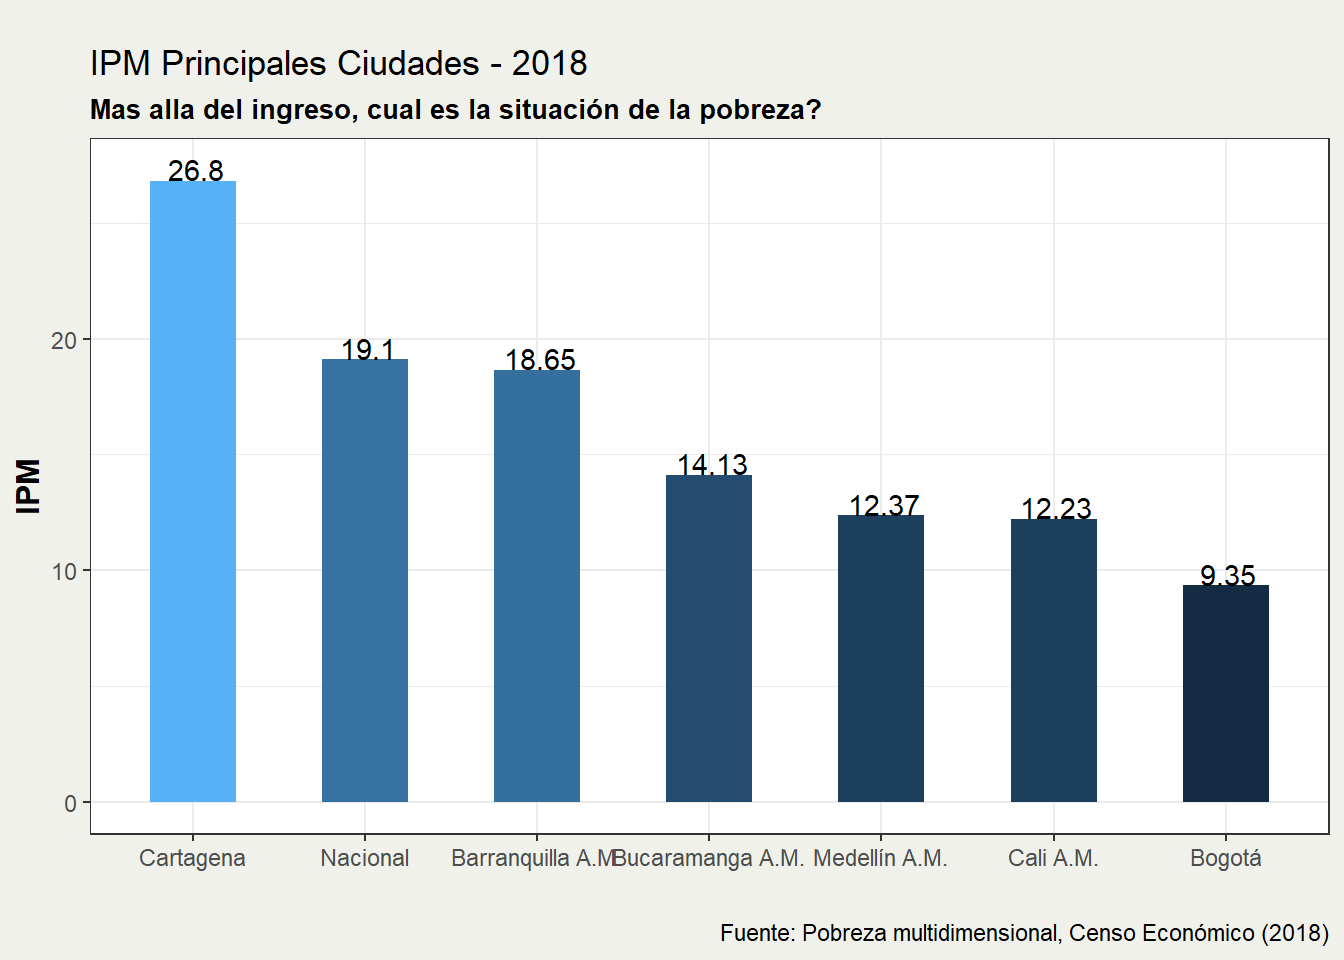 IPM Principales Ciudades - 2018
Mas alla del ingreso, cual es la situación de la pobreza?
26.8
19.1
18.65
14.13
12.37
12.23
9.35
20
10
0
IPM
Cartagena
Nacional
Barranquilla A.M.
Bucaramanga A.M.
Medellín A.M.
Cali A.M.
Bogotá
Fuente: Pobreza multidimensional, Censo Económico (2018)